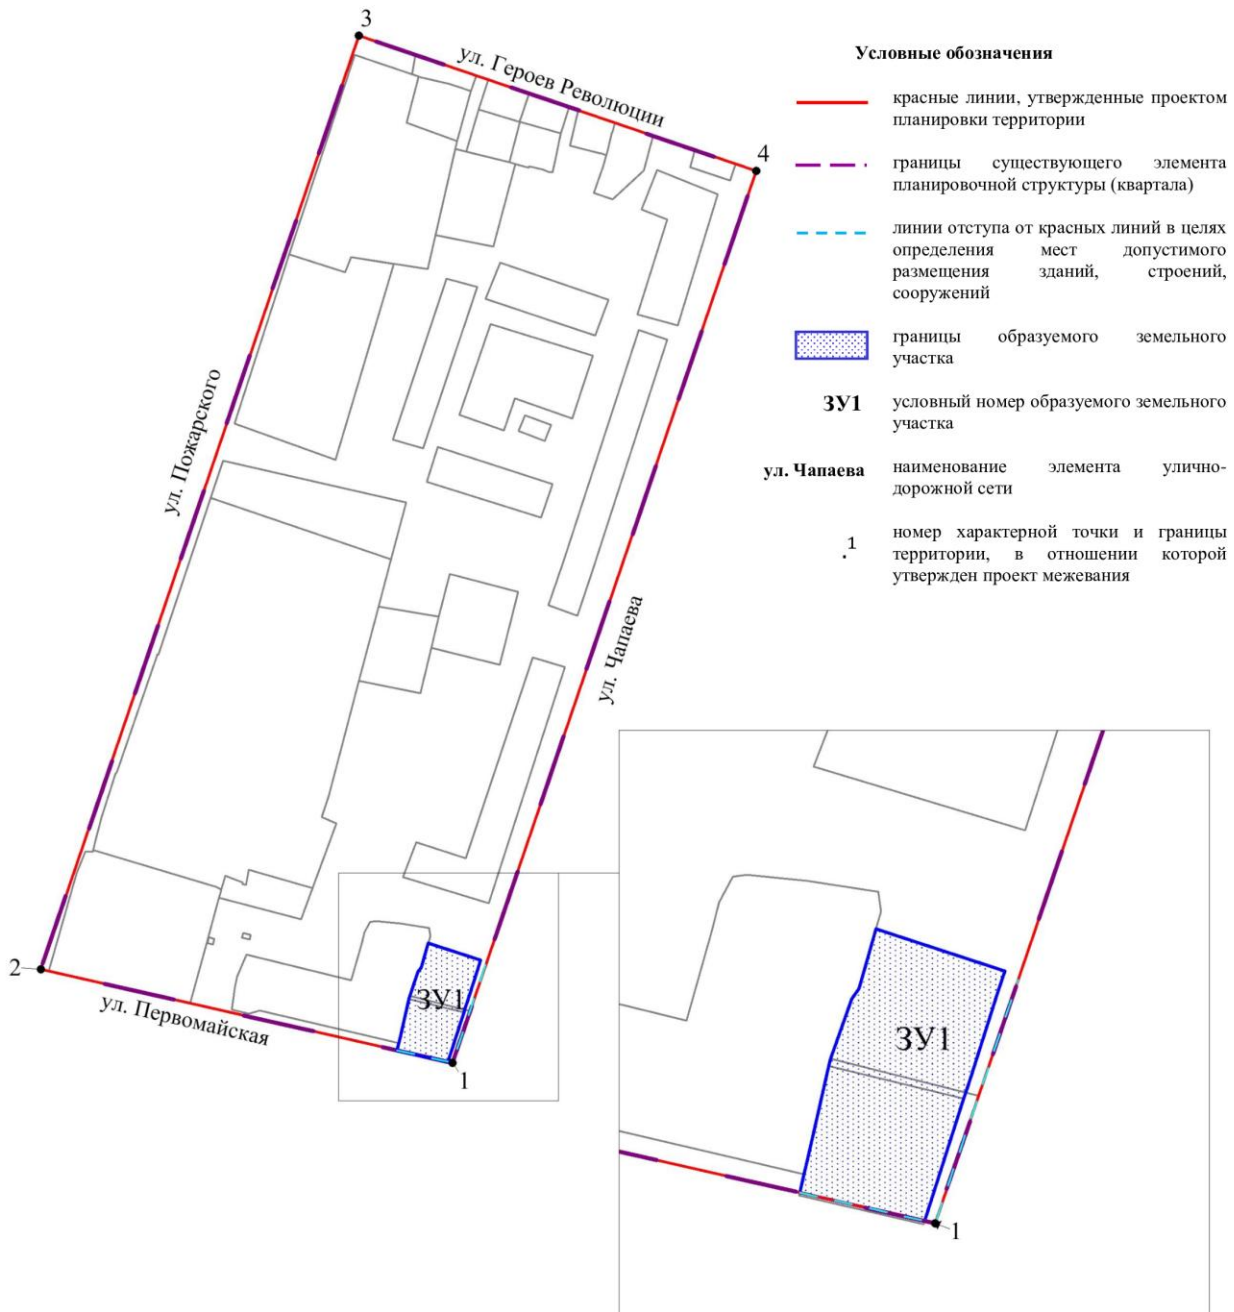 3
ул. Героев Революции
4
ул. Пожарского
ул. Чапаева
2
ул. Первомайская
ЗУ1
1
Условные обозначения
красные линии, утвержденные проектом
планировки территории
границы существующего элемента
планировочной структуры (квартала)
линии отступа от красных линий в целях
определения мест допустимого
размещения зданий, строений,
сооружений
границы образуемого земельного
участка
ЗУ1 условный номер образуемого земельного
участка
ул. Чапаева наименование элемента улично-
дорожной сети
1 номер характерной точки и границы
территории, в отношении которой
утвержден проект межевания
ЗУ1
1